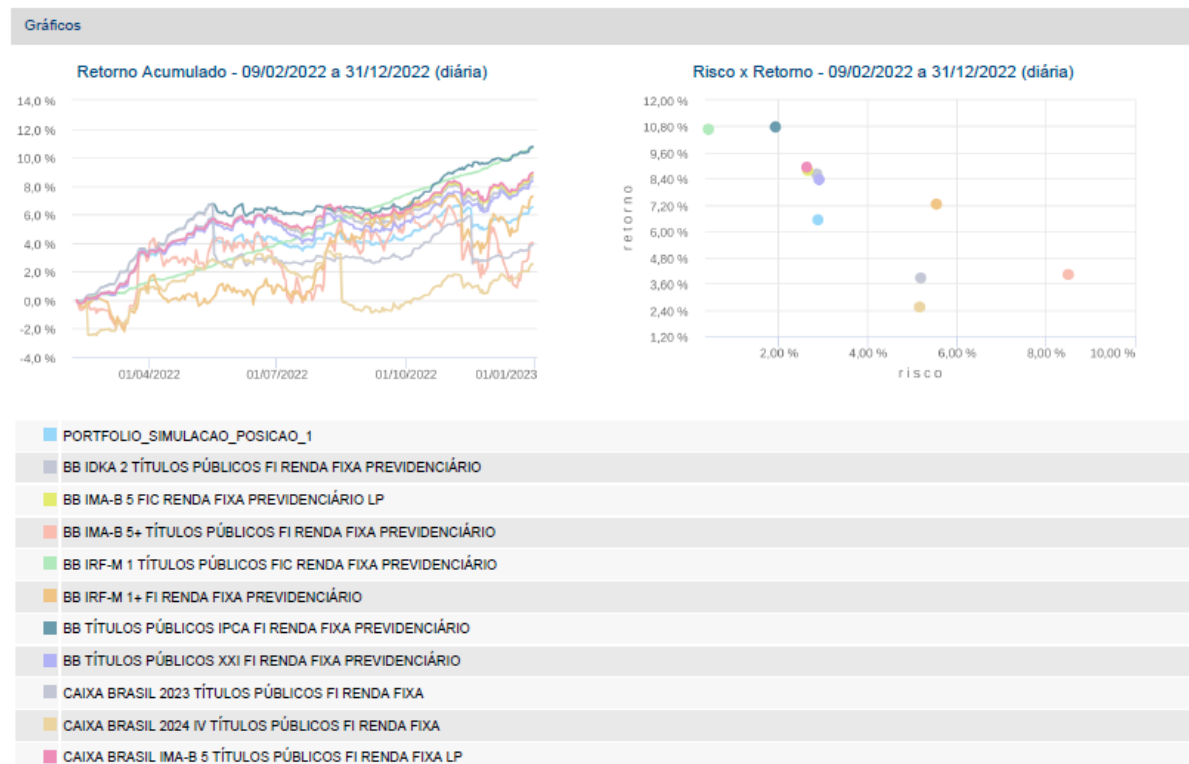 Gráficos
Retorno Acumulado - 09/02/2022 a 31/12/2022 (diária)
14,0 %
12,0 %
10,0 %
8,0 %
6,0 %
4,0 %
2,0 %
0,0 %
-2,0 %
-4,0 %
01/04/2022 01/07/2022 01/10/2022 01/01/2023
Risco x Retorno - 09/02/2022 a 31/12/2022 (diária)
12,00 %
10,80 %
9,60 %
8,40 %
7,20 %
6,00 %
4,80 %
3,60 %
2,40 %
1,20 %
retorno
2,00 % 4,00 % 6,00 % 8,00 % 10,00 %
risco
PORTFOLIO_SIMULACAO_POSICAO_1
BB IDKA 2 TÍTULOS PÚBLICOS FI RENDA FIXA PREVIDENCIÁRIO
BB IMA-B 5 FIC RENDA FIXA PREVIDENCIÁRIO LP
BB IMA-B 5+ TÍTULOS PÚBLICOS FI RENDA FIXA PREVIDENCIÁRIO
BB IRF-M 1 TÍTULOS PÚBLICOS FIC RENDA FIXA PREVIDENCIÁRIO
BB IRF-M 1+ FI RENDA FIXA PREVIDENCIÁRIO
BB TÍTULOS PÚBLICOS IPCA FI RENDA FIXA PREVIDENCIÁRIO
BB TÍTULOS PÚBLICOS XXI FI RENDA FIXA PREVIDENCIÁRIO
CAIXA BRASIL 2023 TÍTULOS PÚBLICOS FI RENDA FIXA
CAIXA BRASIL 2024 IV TÍTULOS PÚBLICOS FI RENDA FIXA
CAIXA BRASIL IMA-B 5 TÍTULOS PÚBLICOS FI RENDA FIXA LP